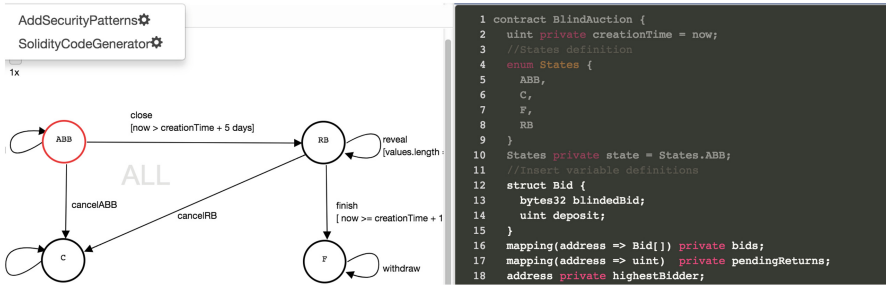 AddSecurityPatterns
SolidityCodeGenerator
1x
close
[now > creationTime + 5 days]
ABB
RB
reveal
[values.length =
ALL
cancelABB
cancelRB
finish
[ now >= creationTime + 1
C
F
withdraw
1 contract BlindAuction {
2 uint private creationTime = now;
3 //States definition
4 enum States {
5 ABB,
6 C,
7 F,
8 RB
9 }
10 States private state = States.ABB;
11 //Insert variable definitions
12 struct Bid {
13 bytes32 blindedBid;
14 uint deposit;
15 }
16 mapping(address => Bid[]) private bids;
17 mapping(address => uint)  private pendingReturns;
18 address private highestBidder;